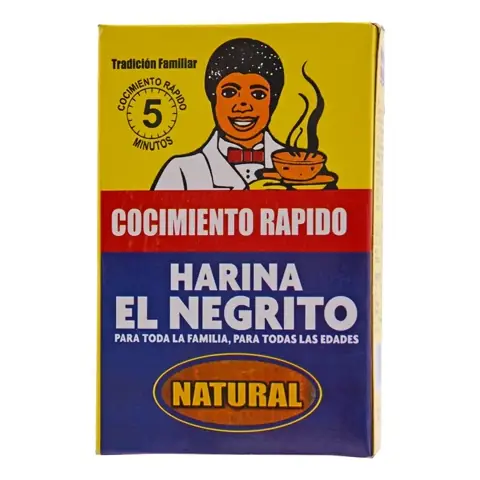 Tradición Familiar
COCIMIENTO RÁPIDO
5
MINUTOS
COCIMIENTO RAPIDO
HARINA
EL NEGRITO
PARA TODA LA FAMILIA, PARA TODAS LAS EDADES
NATURAL